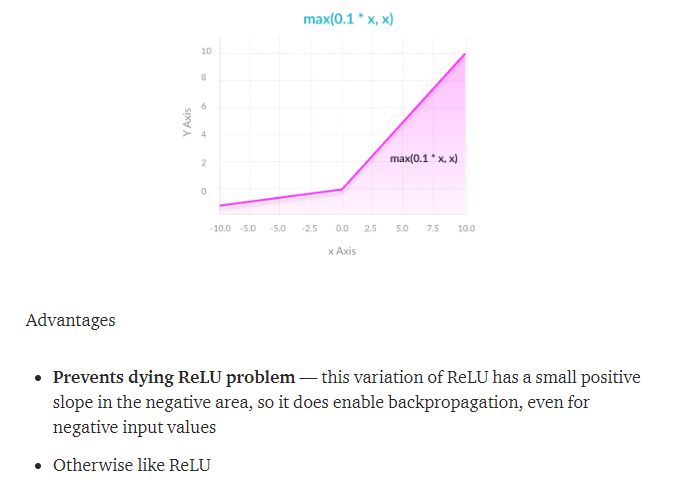 max(0.1 * x, x)
10
8
6
4
2
0
Y Axis
max(0.1 * x, x)
-10.0 -5.0 -5.0 -2.5 0.0 2.5 5.0 7.5 10.0
x Axis
Advantages
• Prevents dying ReLU problem — this variation of ReLU has a small positive
slope in the negative area, so it does enable backpropagation, even for
negative input values
• Otherwise like ReLU